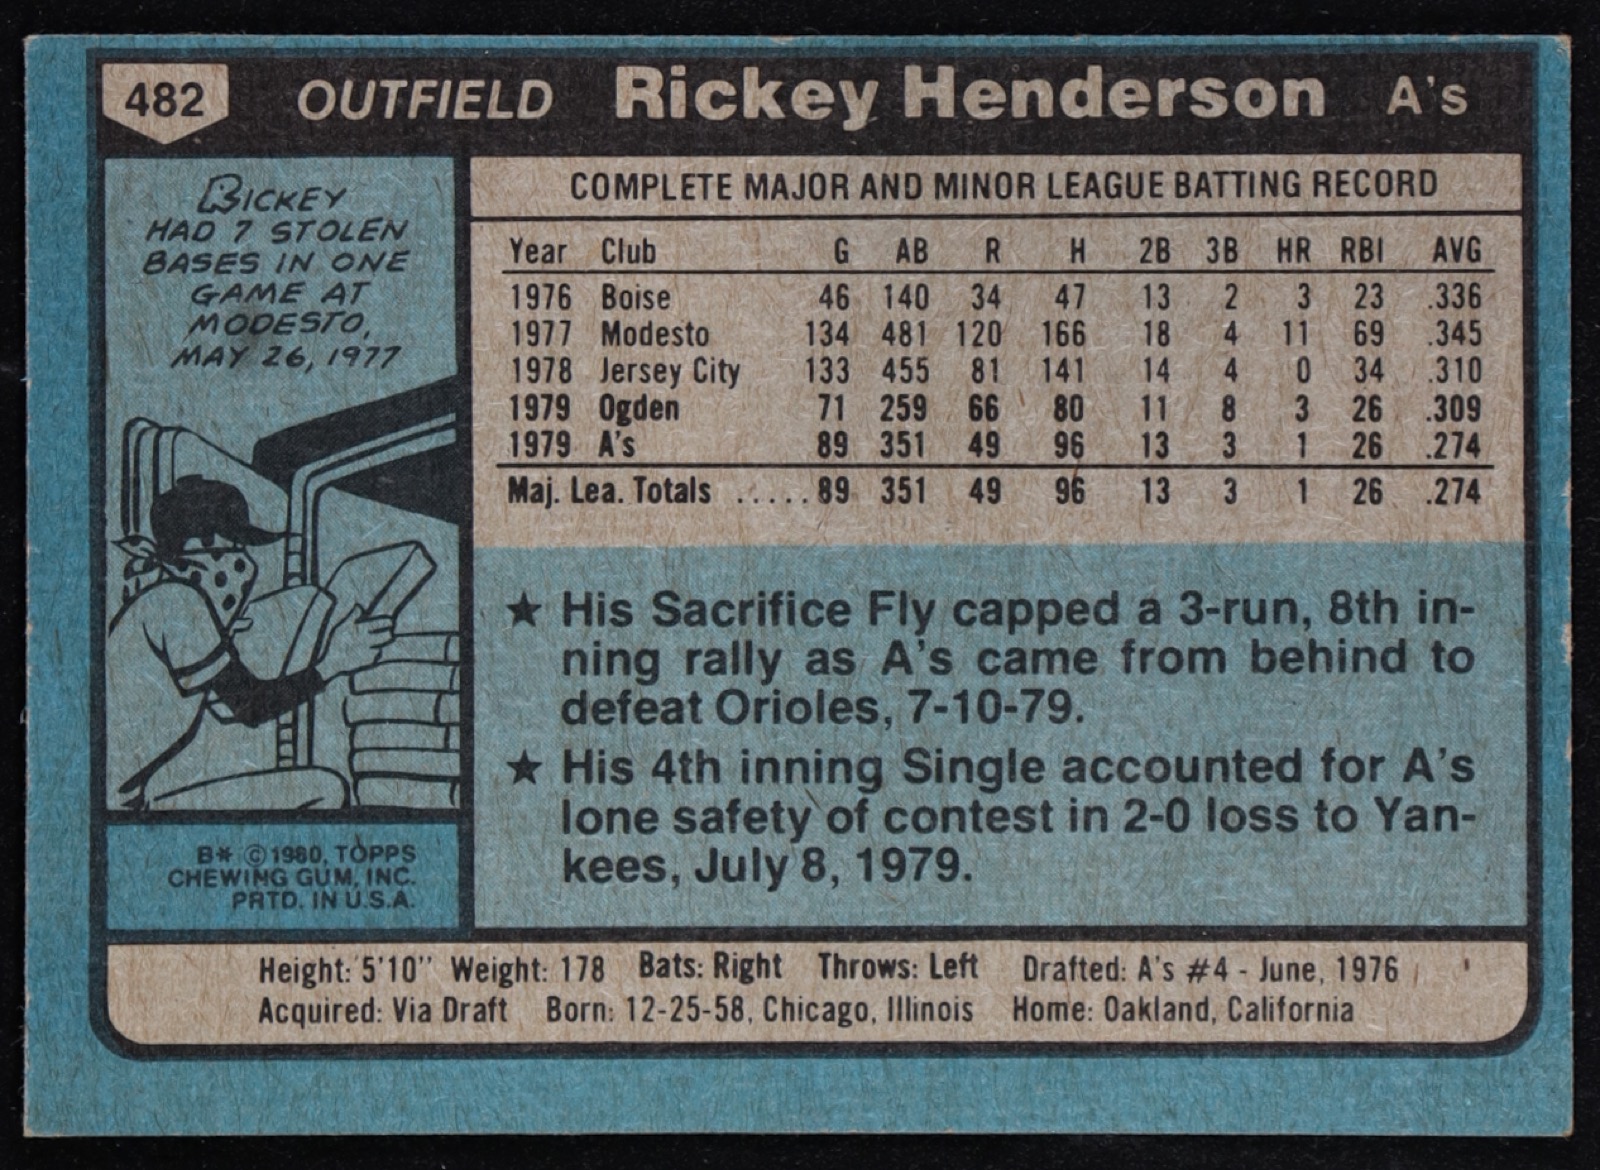 482 OUTFIELD Rickey Henderson A's
RICKEY
HAD 7 STOLEN
BASES IN ONE
GAME AT
MODESTO,
MAY 26, 1977
COMPLETE MAJOR AND MINOR LEAGUE BATTING RECORD
Year Club G AB R H 2B 3B HR RBI AVG
1976 Boise 46 140 34 47 13 2 3 23 .336
1977 Modesto 134 481 120 166 18 4 11 69 .345
1978 Jersey City 133 455 81 141 14 4 0 34 .310
1979 Ogden 71 259 66 80 11 8 3 26 .309
1979 A's 89 351 49 96 13 3 1 26 .274
Maj. Lea. Totals ..... 89 351 49 96 13 3 1 26 .274
★ His Sacrifice Fly capped a 3-run, 8th in-
ning rally as A's came from behind to
defeat Orioles, 7-10-79.
★ His 4th inning Single accounted for A's
lone safety of contest in 2-0 loss to Yan-
kees, July 8, 1979.
B* © 1980, TOPPS
CHEWING GUM, INC.
PRTD. IN U.S.A.
Height: 5'10" Weight: 178 Bats: Right Throws: Left Drafted: A's #4 - June, 1976
Acquired: Via Draft Born: 12-25-58, Chicago, Illinois Home: Oakland, California